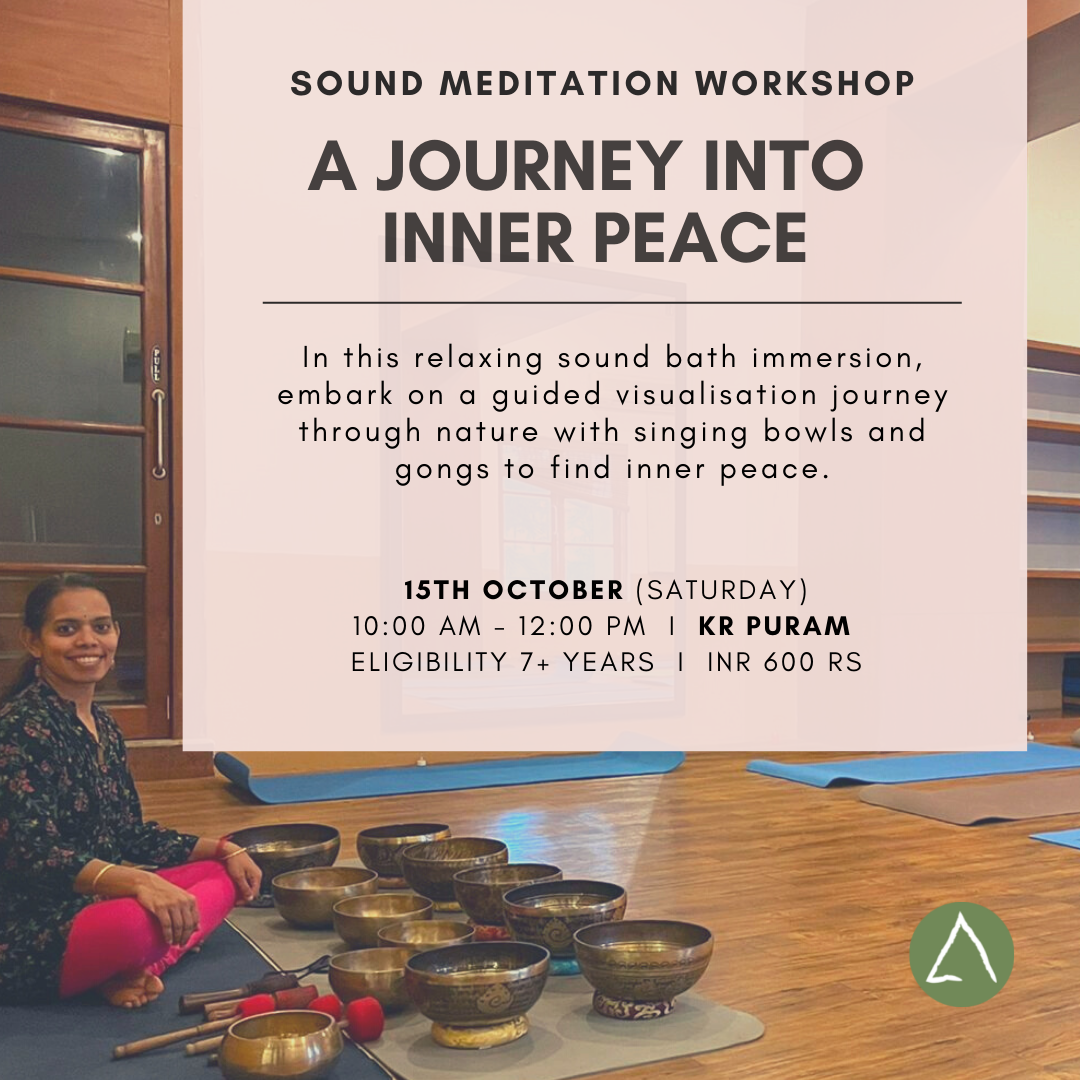 SOUND MEDITATION WORKSHOP
A JOURNEY INTO
INNER PEACE
In this relaxing sound bath immersion,
embark on a guided visualisation journey
through nature with singing bowls and
gongs to find inner peace.
15TH OCTOBER (SATURDAY)
10:00 AM – 12:00 PM I KR PURAM
ELIGIBILITY 7+ YEARS I INR 600 RS
PULL